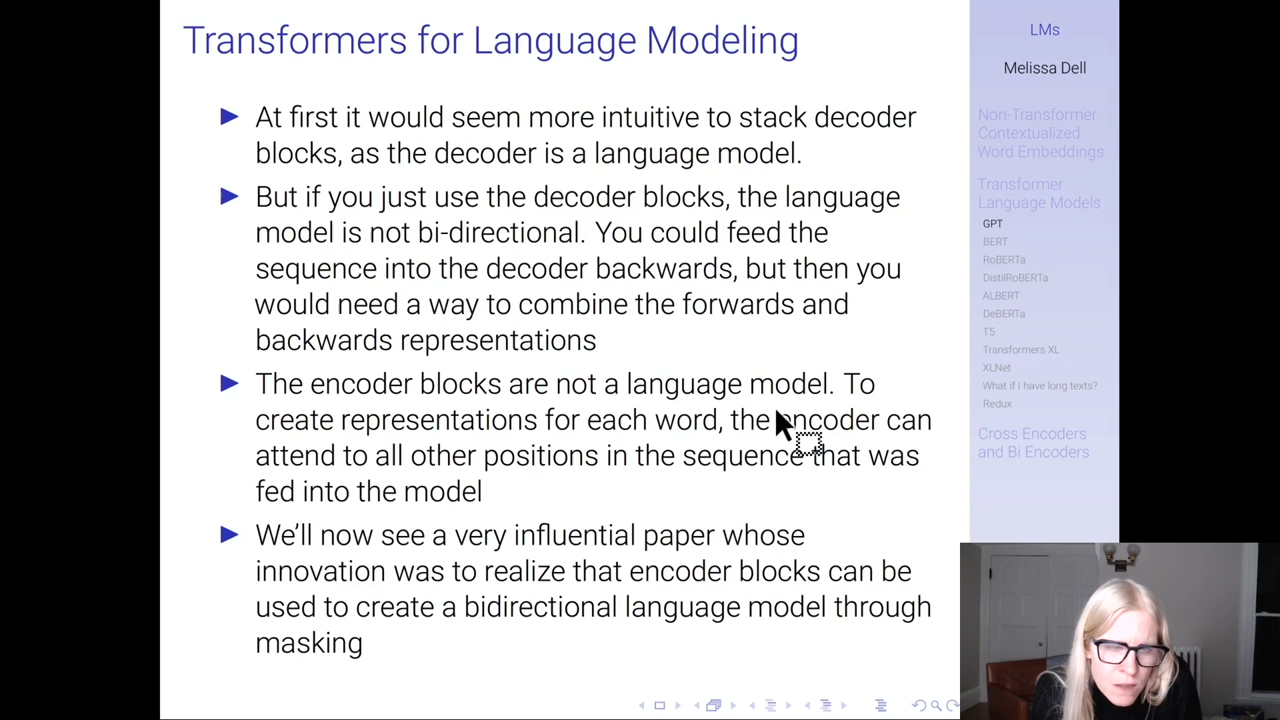 Transformers for Language Modeling
At first it would seem more intuitive to stack decoder
blocks, as the decoder is a language model.
But if you just use the decoder blocks, the language
model is not bi-directional. You could feed the
sequence into the decoder backwards, but then you
would need a way to combine the forwards and
backwards representations
The encoder blocks are not a language model. To
create representations for each word, the encoder can
attend to all other positions in the sequence that was
fed into the model
We'll now see a very influential paper whose
innovation was to realize that encoder blocks can be
used to create a bidirectional language model through
masking
LMs
Melissa Dell
Non-Transformer
Contextualized
Word Embeddings
Transformer
Language Models
GPT
BERT
RoBERTa
DistilRoBERTa
ALBERT
DeBERTa
T5
Transformers XL
XLNet
What if I have long texts?
Redux
Cross Encoders
and Bi Encoders